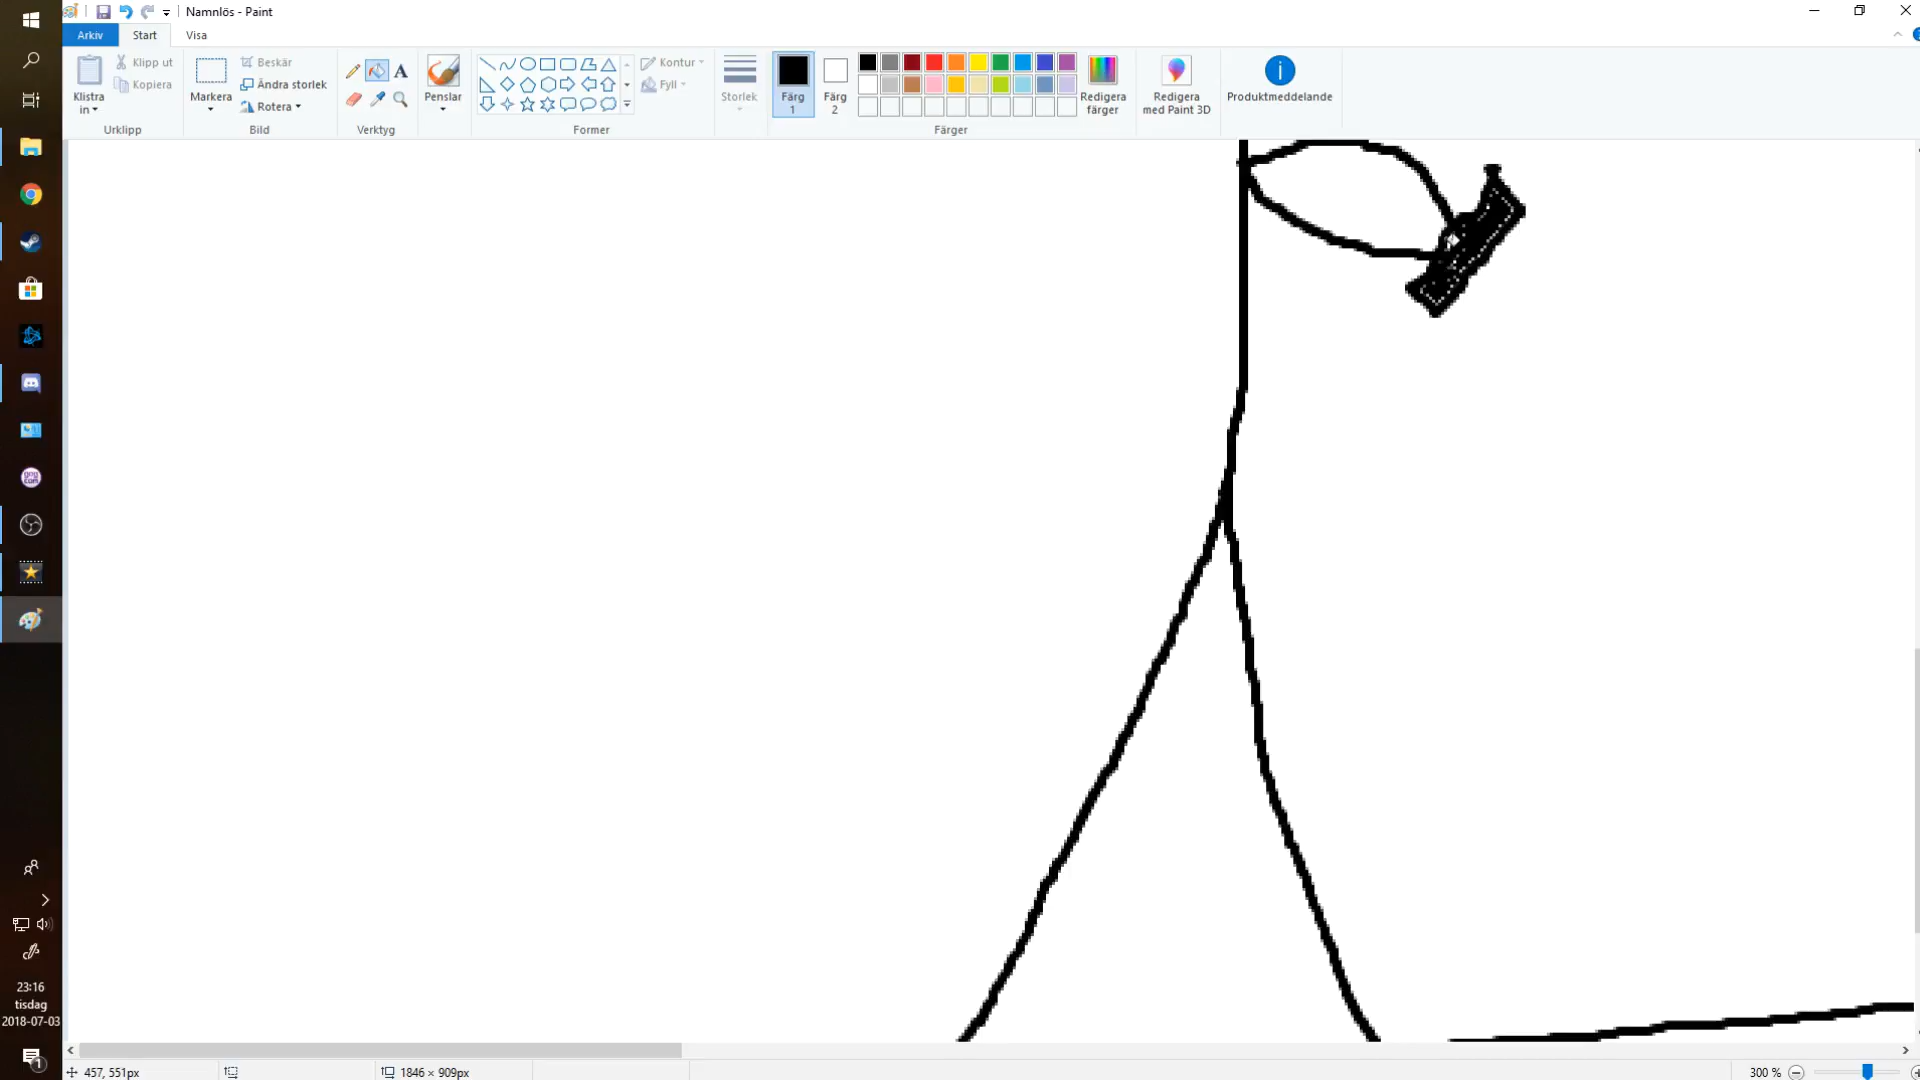 Namnlös - Paint
Arkiv Start Visa
Klistra in
Klipp ut
Kopiera
Urklipp
Markera
Beskär
Ändra storlek
Rotera
Bild
A
Verktyg
Penslar
Former
Kontur
Fyll
Storlek
Färg 1
Färg 2
Färger
Redigera färger
Redigera med Paint 3D
Produktmeddelande
23:16
tisdag
2018-07-03
1
457, 551px
1846 × 909px
300 %